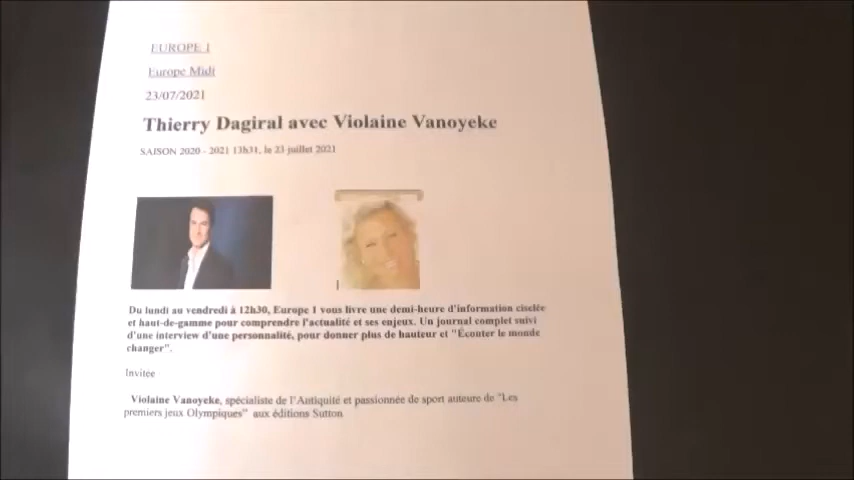 EUROPE 1
Europe Midi
23/07/2021
Thierry Dagiral avec Violaine Vanoyeke
SAISON 2020 - 2021 13h31, le 23 juillet 2021
Du lundi au vendredi à 12h30, Europe 1 vous livre une demi-heure d'information ciselée
et haut-de-gamme pour comprendre l'actualité et ses enjeux. Un journal complet suivi
d'une interview d'une personnalité, pour donner plus de hauteur et "Écouter le monde
changer".
Invitée
Violaine Vanoyeke, spécialiste de l'Antiquité et passionnée de sport auteure de "Les
premiers jeux Olympiques" aux éditions Sutton